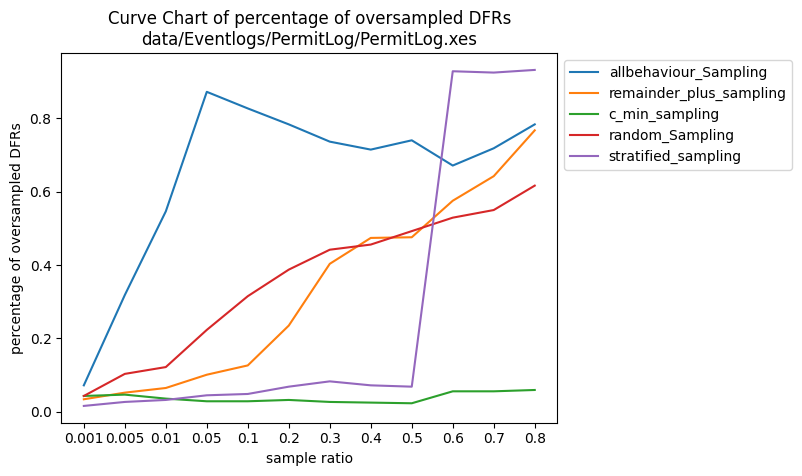 Curve Chart of percentage of oversampled DFRs
data/Eventlogs/PermitLog/PermitLog.xes
percentage of oversampled DFRs
0.8
0.6
0.4
0.2
0.0
0.001 0.005 0.01 0.05 0.1 0.2 0.3 0.4 0.5 0.6 0.7 0.8
sample ratio
allbehaviour_Sampling
remainder_plus_sampling
c_min_sampling
random_Sampling
stratified_sampling